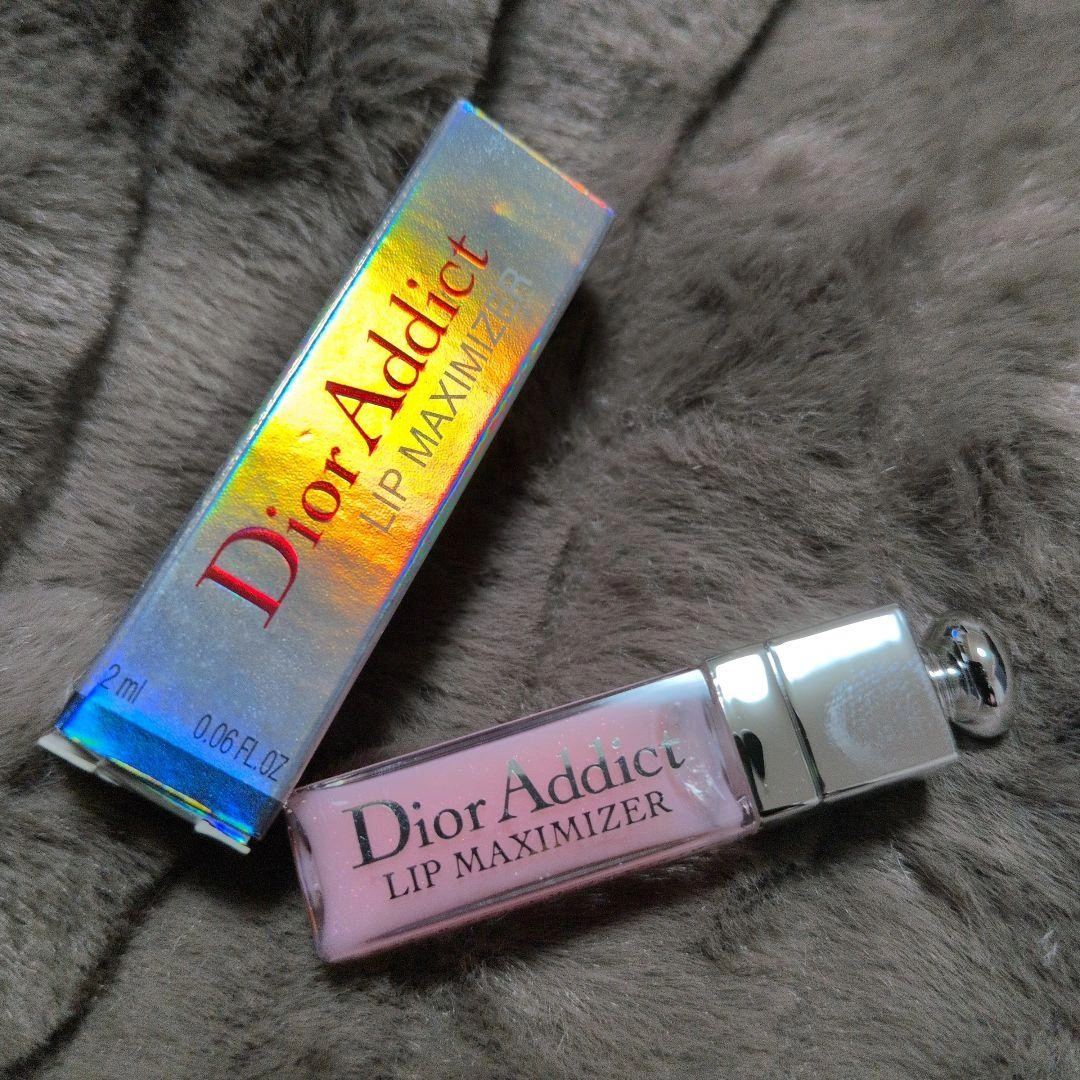 Dior Addict
LIP MAXIMIZER
2 ml
0.06 FL.OZ
Dior Addict
LIP MAXIMIZER